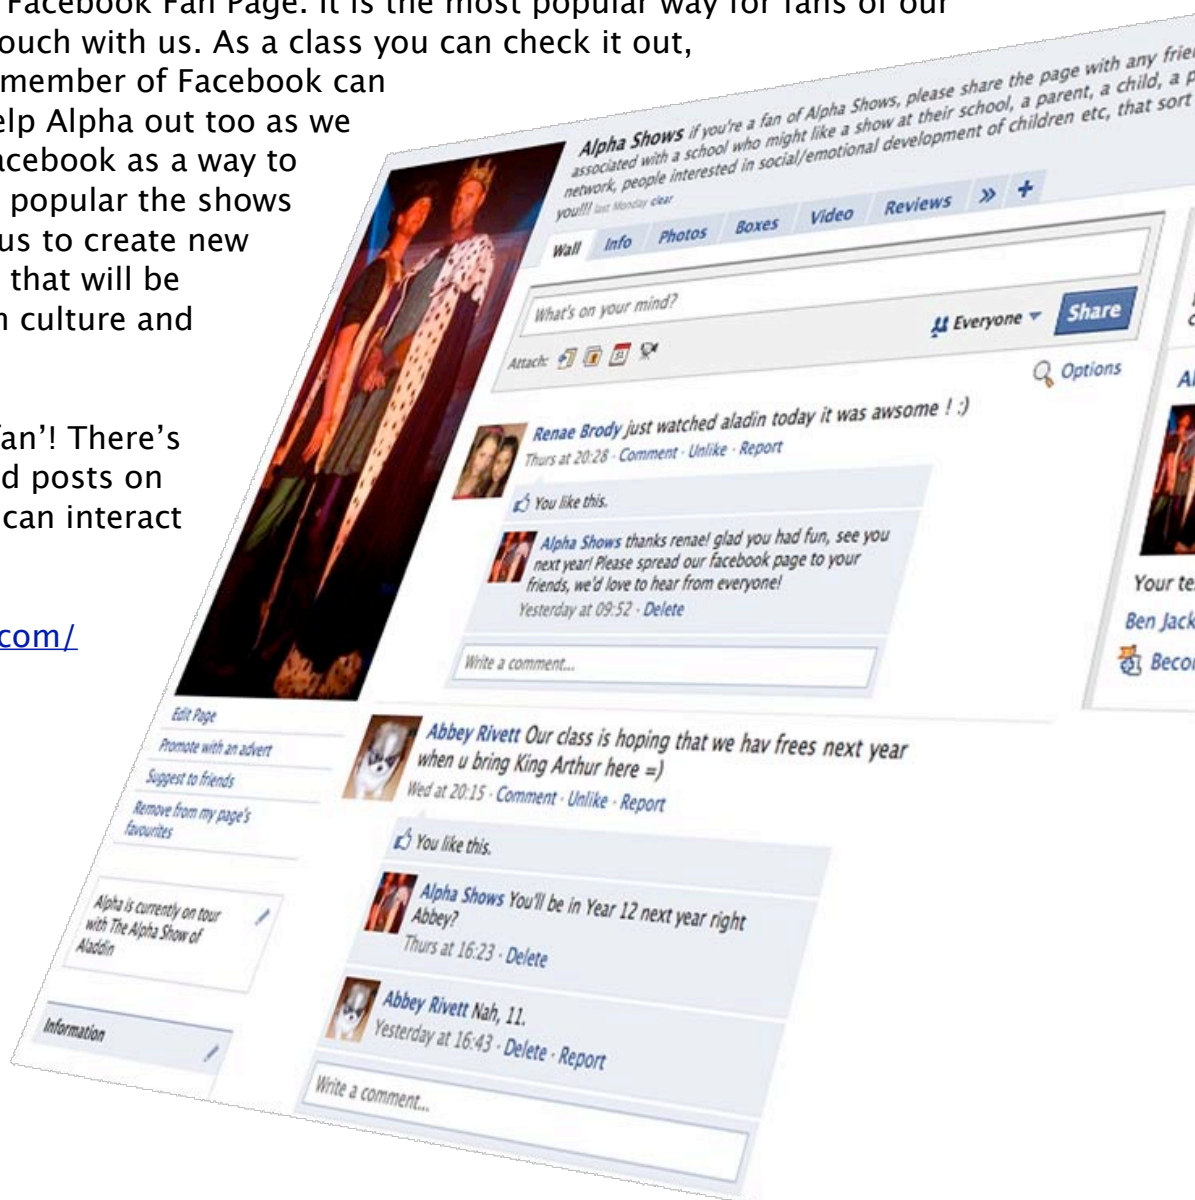 Facebook Fan Page. It is the most popular way for fans of our
ouch with us. As a class you can check it out,
member of Facebook can
elp Alpha out too as we
acebook as a way to
popular the shows
us to create new
that will be
n culture and
fan’! There’s
d posts on
can interact
com/
Alpha Shows if you're a fan of Alpha Shows, please share the page with any frie
associated with a school who might like a show at their school, a parent, a child, a p
network, people interested in social/emotional development of children etc, that sort
you!!! last Monday clear
Wall Info Photos Boxes Video Reviews » +
What's on your mind?
Attach:
Everyone Share
Options
Renae Brody just watched aladin today it was awsome ! :)
Thurs at 20:28 · Comment · Unlike · Report
You like this.
Alpha Shows thanks renae! glad you had fun, see you
next year! Please spread our facebook page to your
friends, we'd love to hear from everyone!
Yesterday at 09:52 · Delete
Write a comment...
Abbey Rivett Our class is hoping that we hav frees next year
when u bring King Arthur here =)
Wed at 20:15 · Comment · Unlike · Report
You like this.
Alpha Shows You'll be in Year 12 next year right
Abbey?
Thurs at 16:23 · Delete
Abbey Rivett Nah, 11.
Yesterday at 16:43 · Delete · Report
Write a comment...
Edit Page
Promote with an advert
Suggest to friends
Remove from my page's
favourites
Alpha is currently on tour
with The Alpha Show of
Aladdin
Information
Al
Your te
Ben Jack
Becor